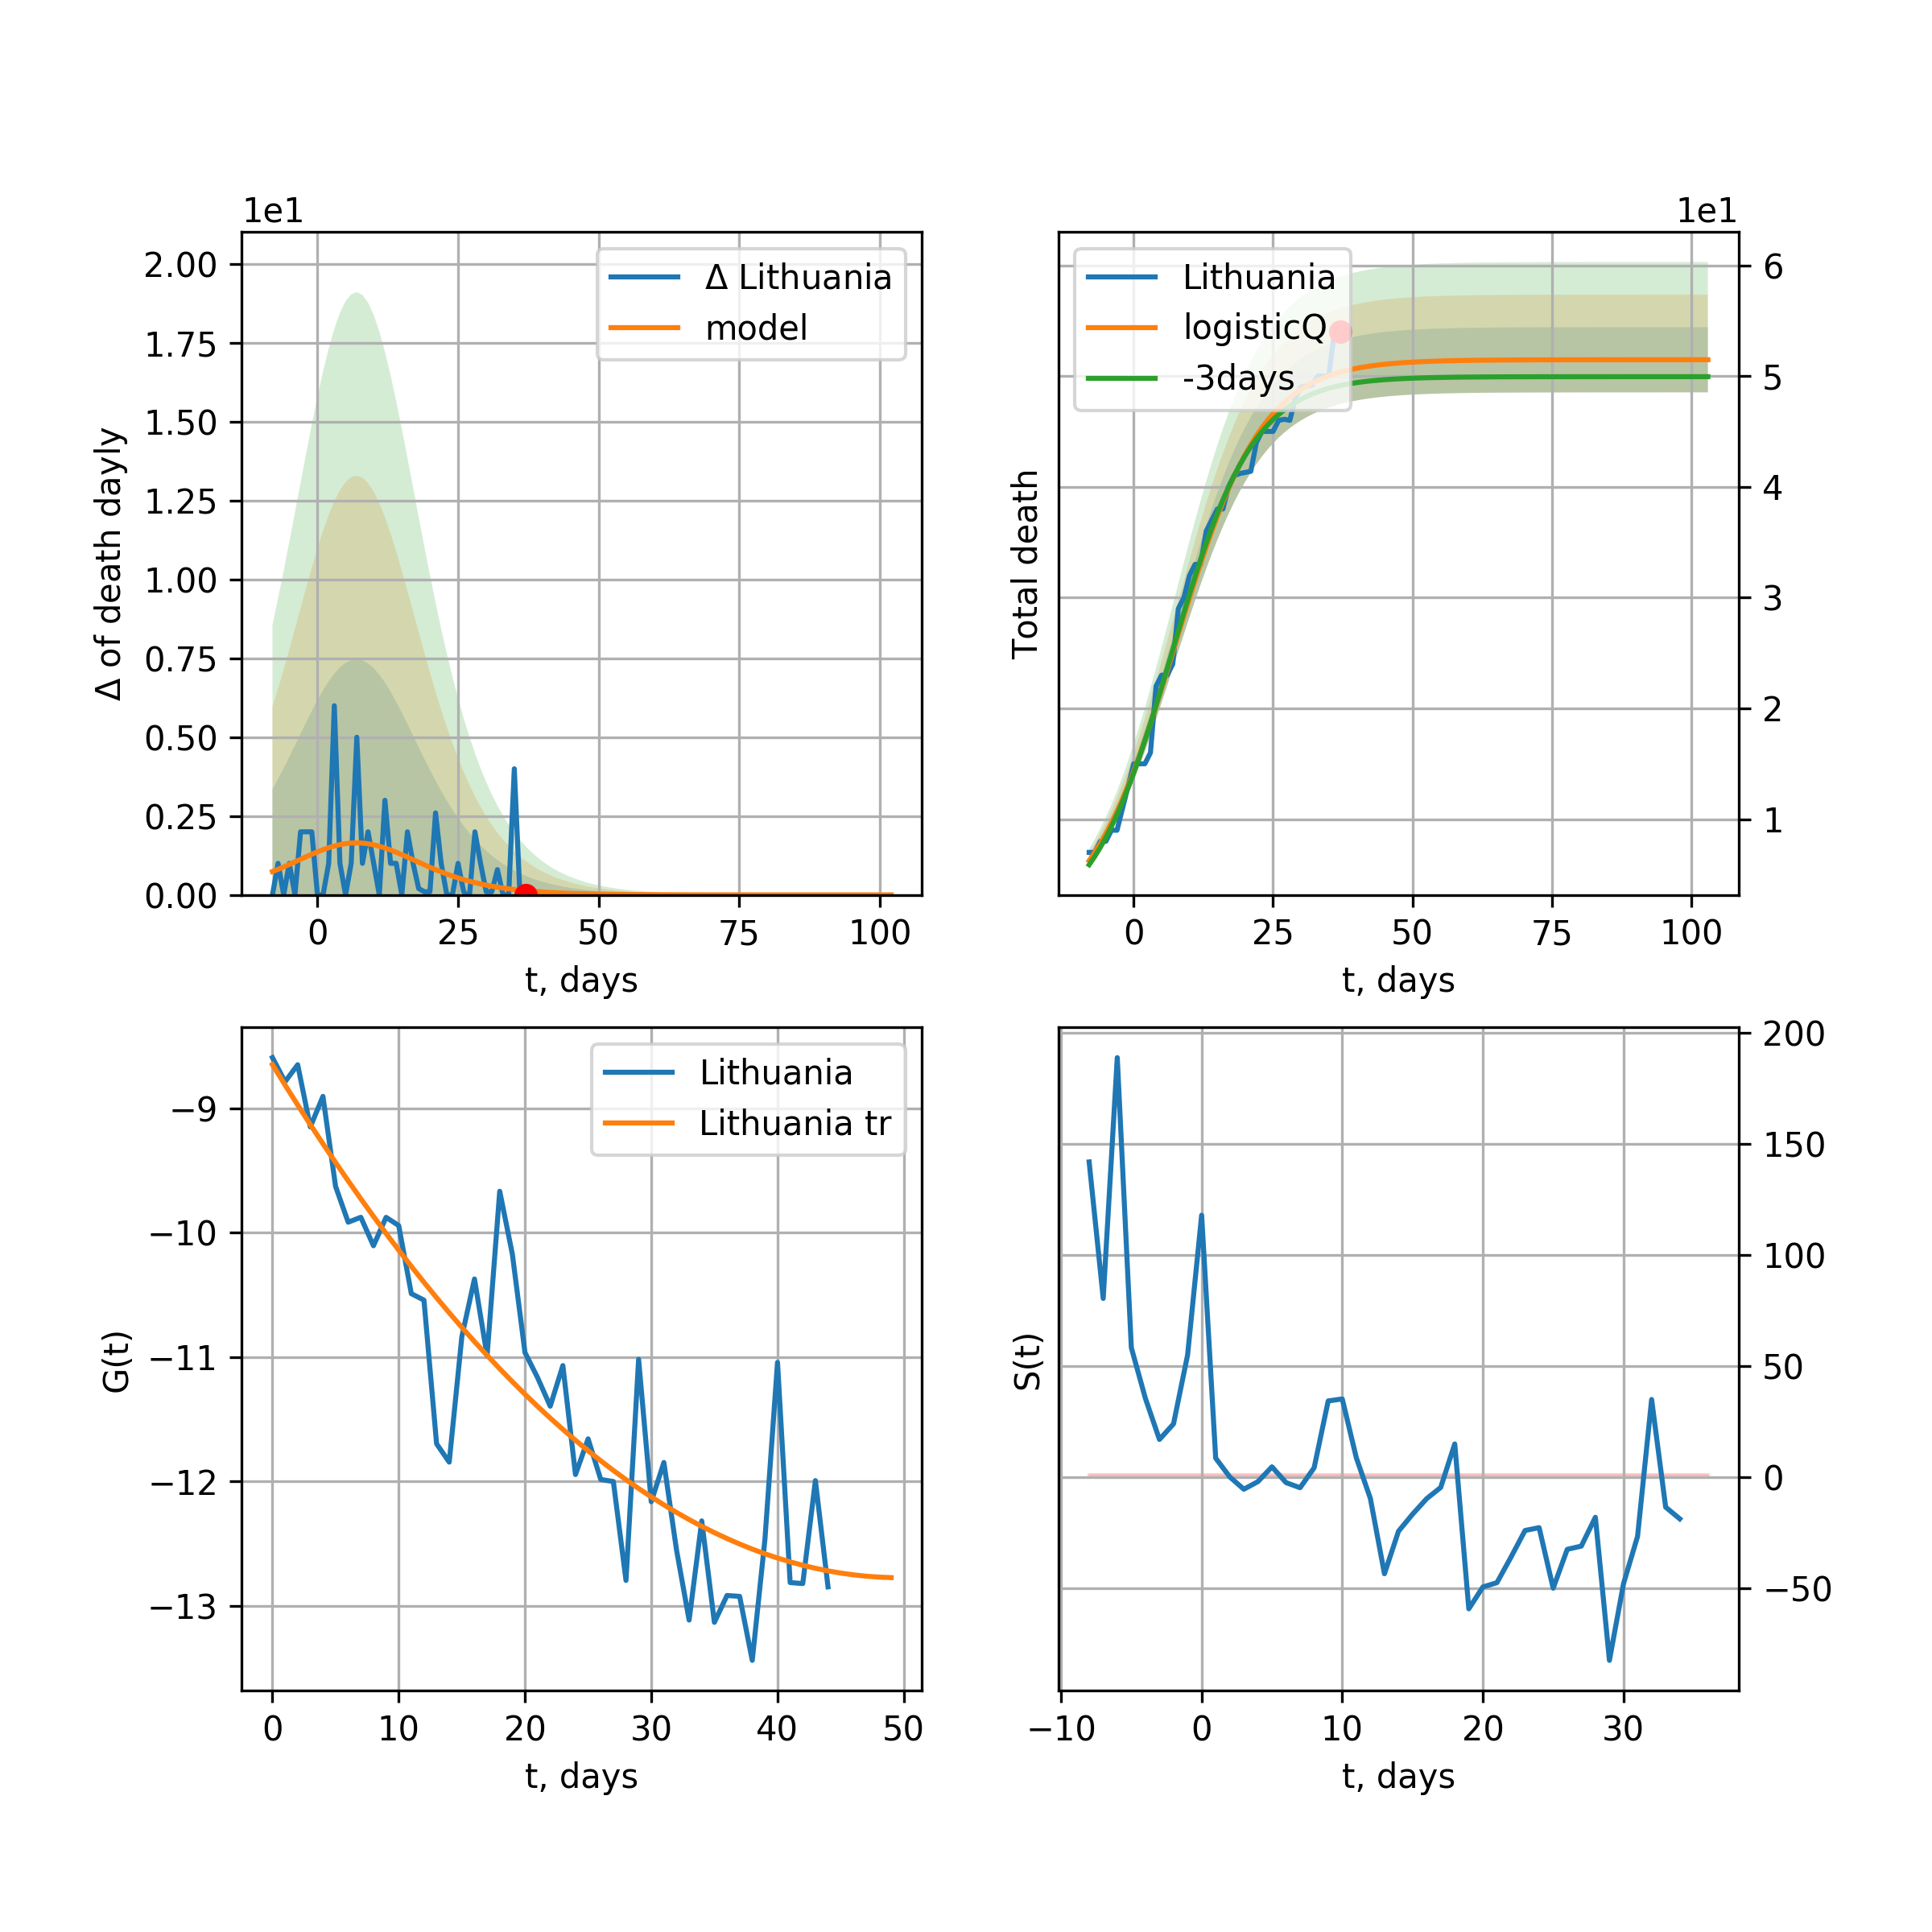 1e1
2.00
1.75
1.50
1.25
1.00
0.75
0.50
0.25
0.00
Δ of death dayly
Δ Lithuania
model
0
25
50
75
100
t, days
1e1
6
5
4
3
2
1
Total death
Lithuania
logisticQ
-3days
0
25
50
75
100
t, days
−9
−10
−11
−12
−13
G(t)
Lithuania
Lithuania tr
0
10
20
30
40
50
t, days
200
150
100
50
0
−50
S(t)
−10
0
10
20
30
t, days